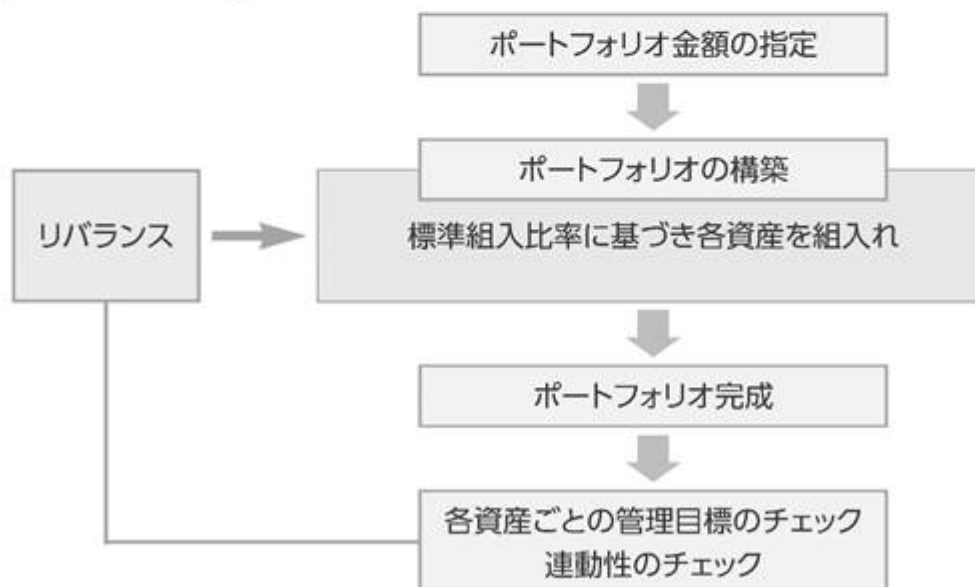 ポートフォリオ金額の指定
ポートフォリオの構築
リバランス
標準組入比率に基づき各資産を組入れ
ポートフォリオ完成
各資産ごとの管理目標のチェック
連動性のチェック